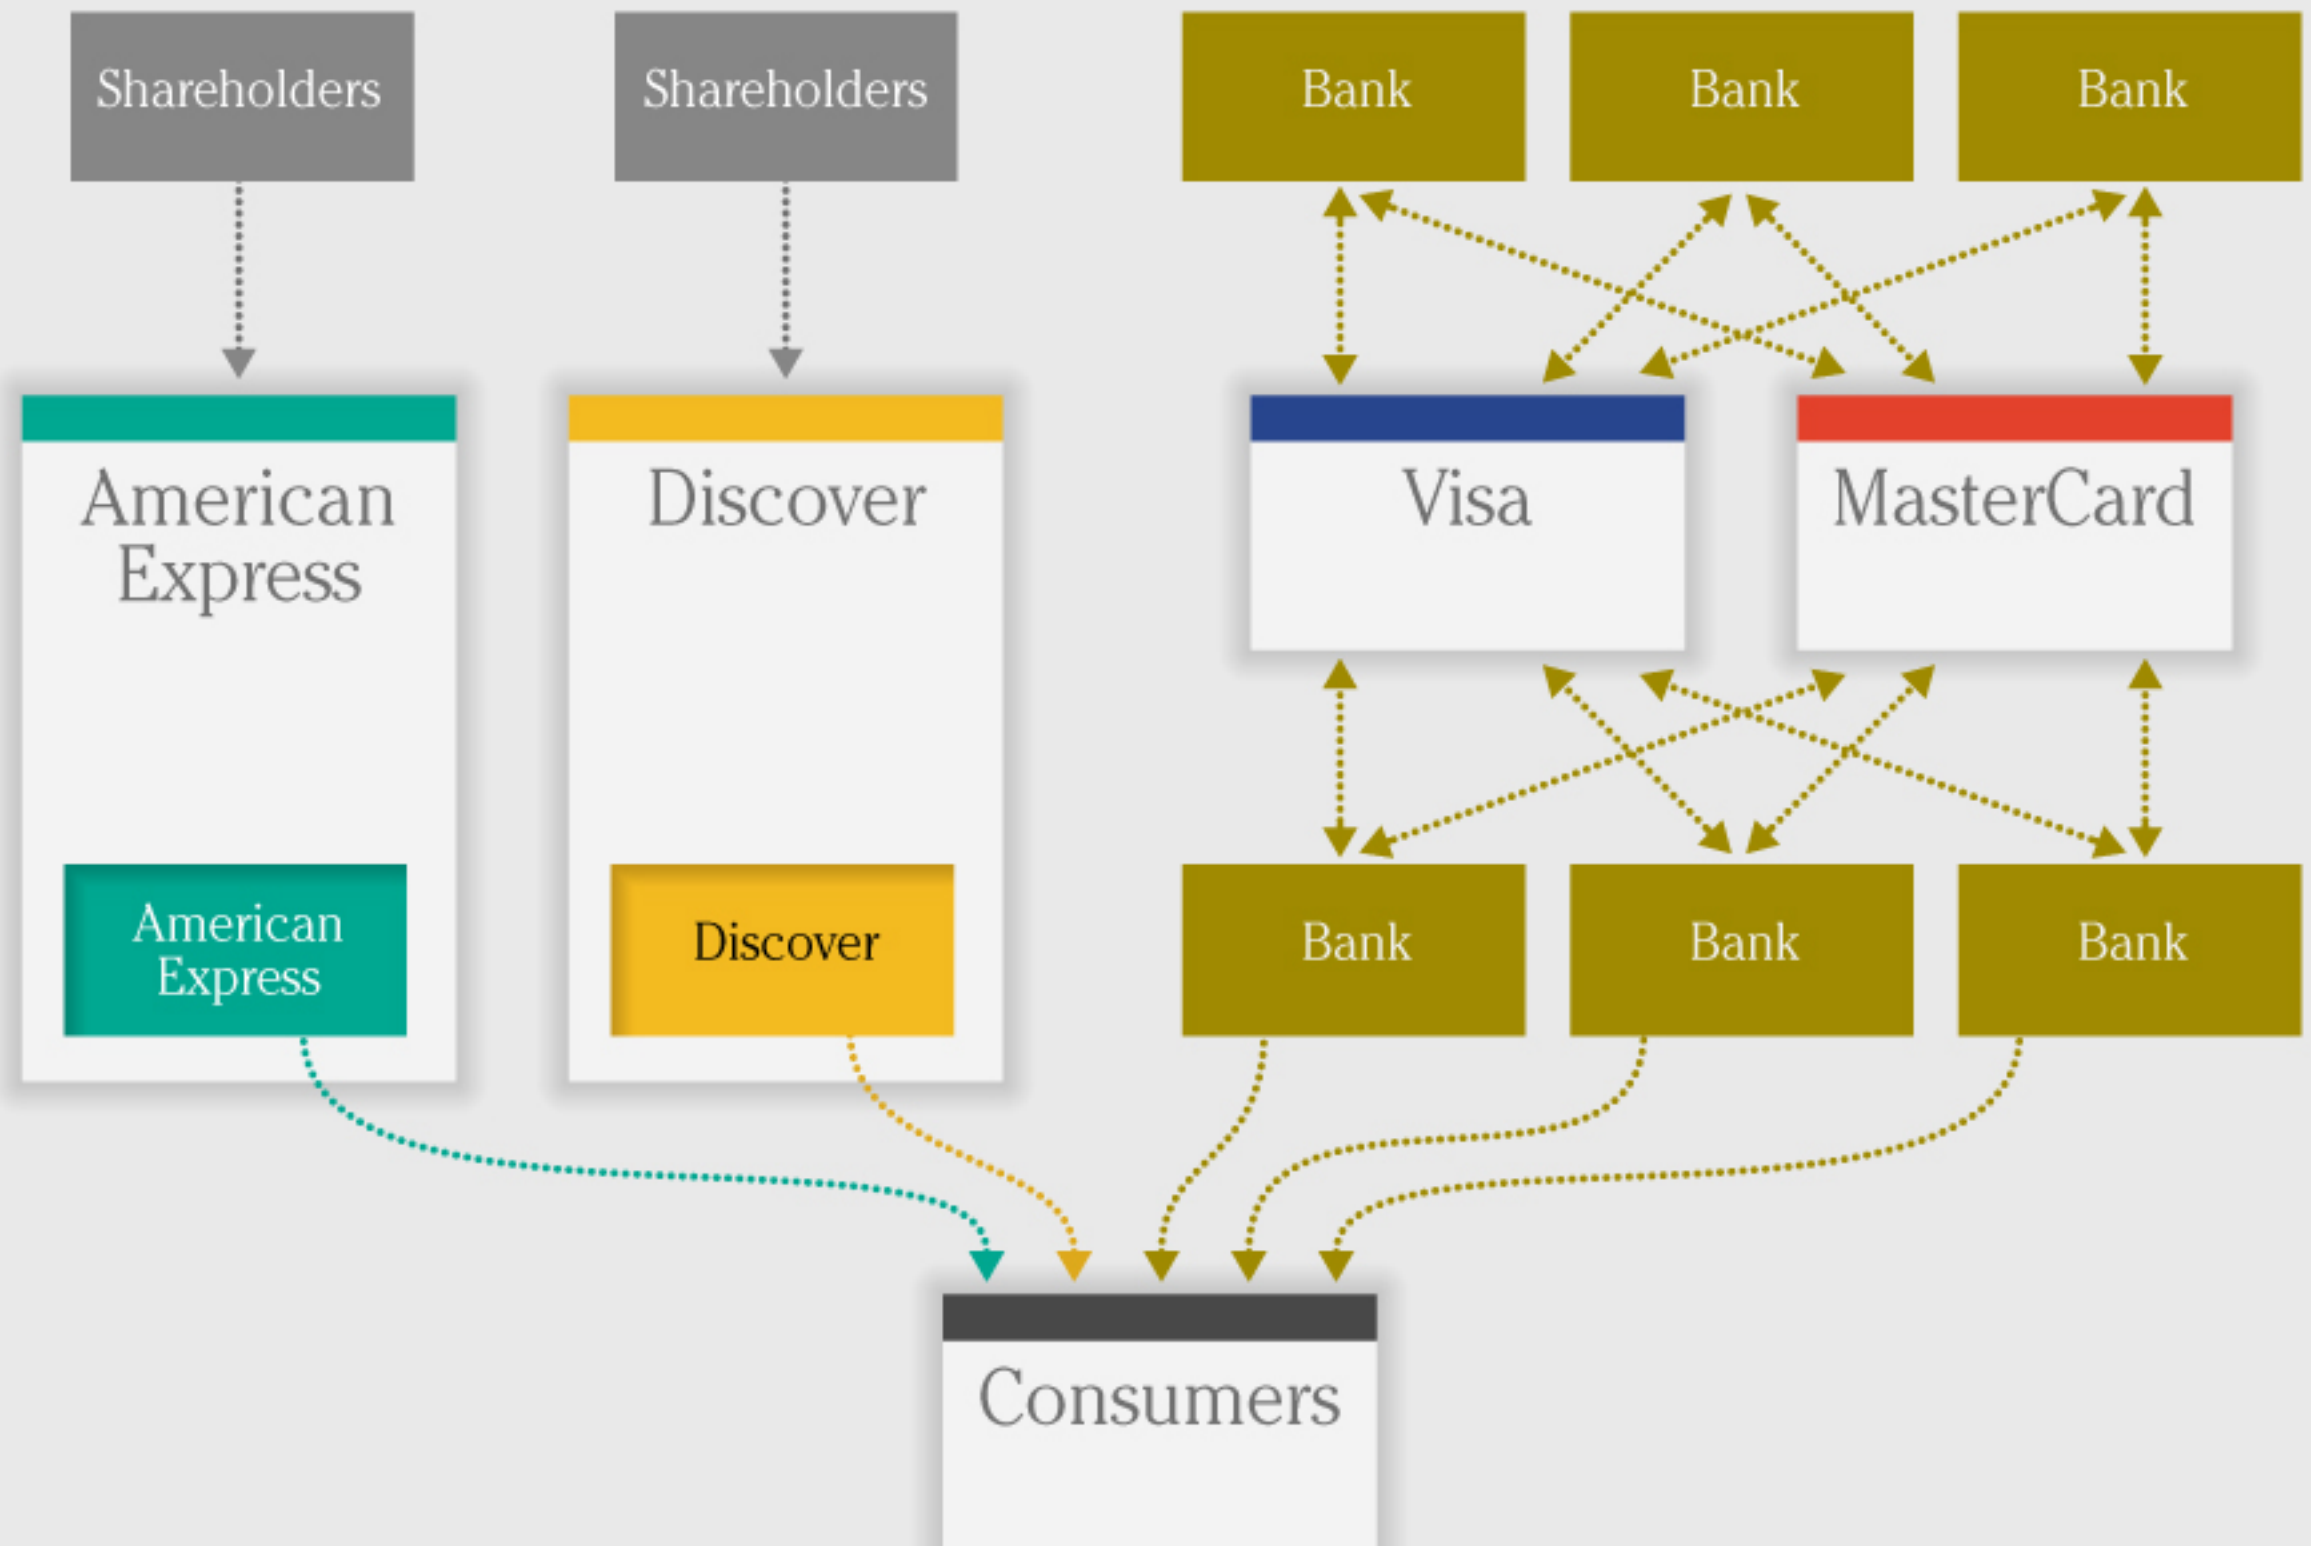 Shareholders
Shareholders
Bank
Bank
Bank
American
Express
Discover
Visa
MasterCard
American
Express
Discover
Bank
Bank
Bank
Consumers